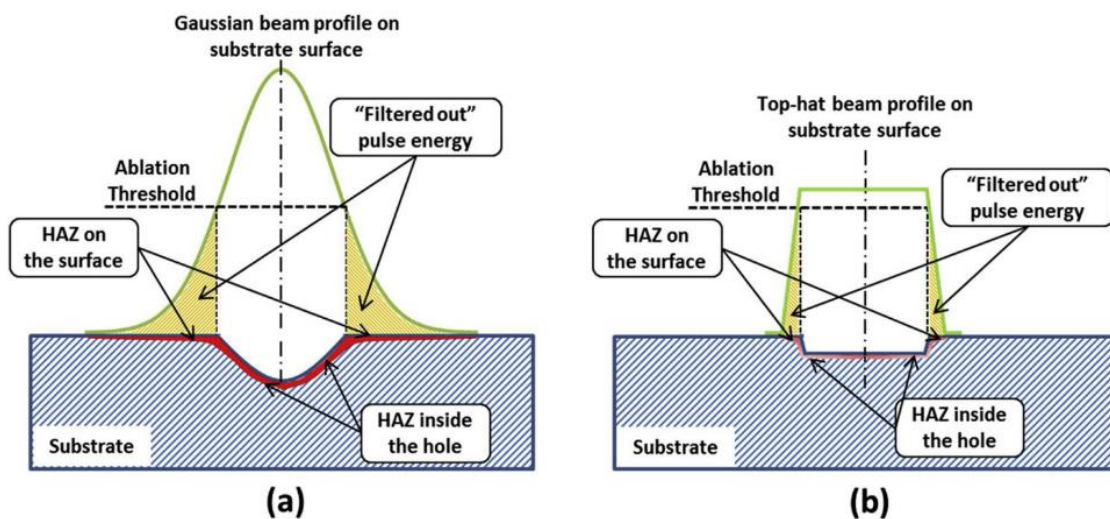 Gaussian beam profile on
substrate surface
"Filtered out"
pulse energy
Ablation
Threshold
HAZ on
the surface
HAZ inside
the hole
Substrate
(a)
Top-hat beam profile on
substrate surface
Ablation
Threshold
"Filtered out"
pulse energy
HAZ on
the surface
HAZ inside
the hole
Substrate
(b)